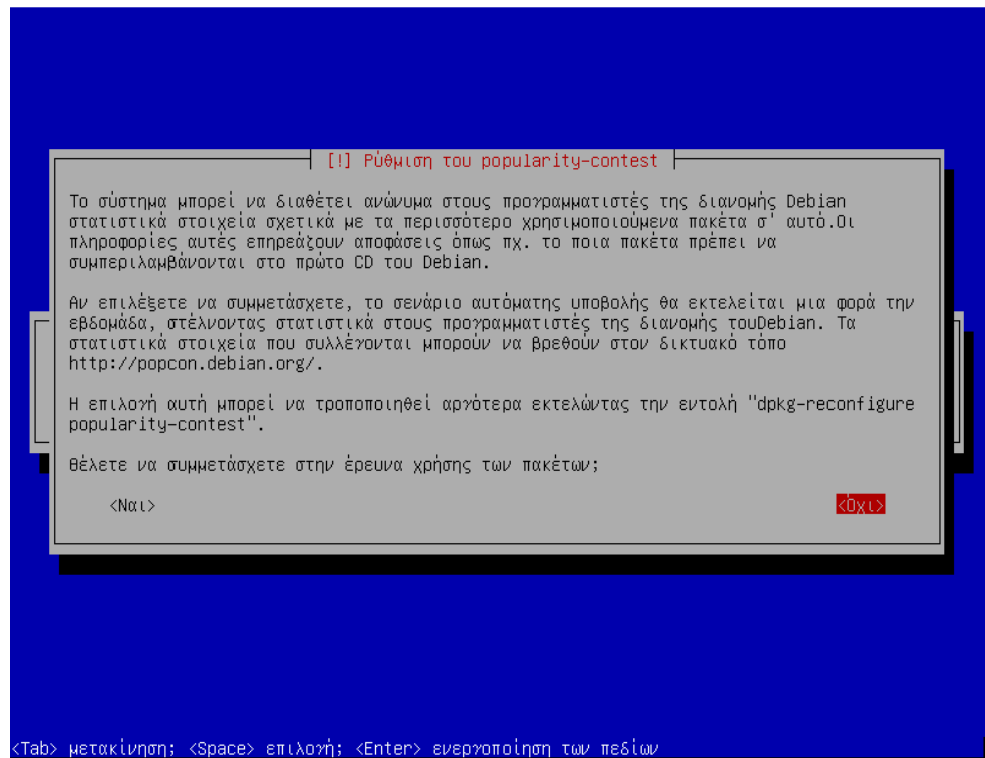 [!] Ρύθμιση του popularity-contest
Το σύστημα μπορεί να διαθέτει ανώνυμα στους προγραμματιστές της διανομής Debian
στατιστικά στοιχεία σχετικά με τα περισσότερο χρησιμοποιούμενα πακέτα σ' αυτό.Οι
πληροφορίες αυτές επηρεάζουν αποφάσεις όπως πχ. το ποια πακέτα πρέπει να
συμπεριλαμβάνονται στο πρώτο CD του Debian.
Αν επιλέξετε να συμμετάσχετε, το σενάριο αυτόματης υποβολής θα εκτελείται μια φορά την
εβδομάδα, στέλνοντας στατιστικά στους προγραμματιστές της διανομής τουDebian. Τα
στατιστικά στοιχεία που συλλέγονται μπορούν να βρεθούν στον δικτυακό τόπο
http://popcon.debian.org/.
Η επιλογή αυτή μπορεί να τροποποιηθεί αργότερα εκτελώντας την εντολή "dpkg-reconfigure
popularity-contest".
Θέλετε να συμμετάσχετε στην έρευνα χρήσης των πακέτων;
<Ναι> <Όχι>
<Tab> μετακίνηση; <Space> επιλογή; <Enter> ενεργοποίηση των πεδίων